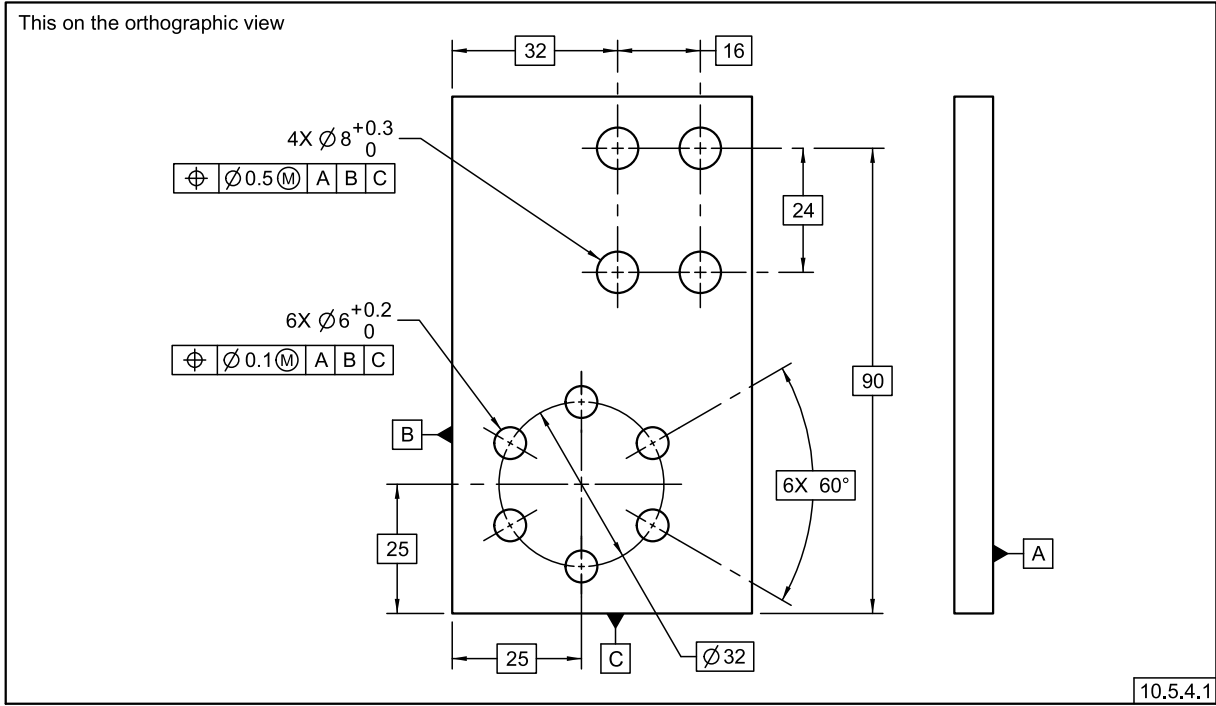 This on the orthographic view
32
16
4X ⌀8 +0.3
0
⌖ ⌀0.5Ⓜ A B C
24
6X ⌀6 +0.2
0
⌖ ⌀0.1Ⓜ A B C
90
B
6X 60°
25
A
25
C
⌀32
10.5.4.1